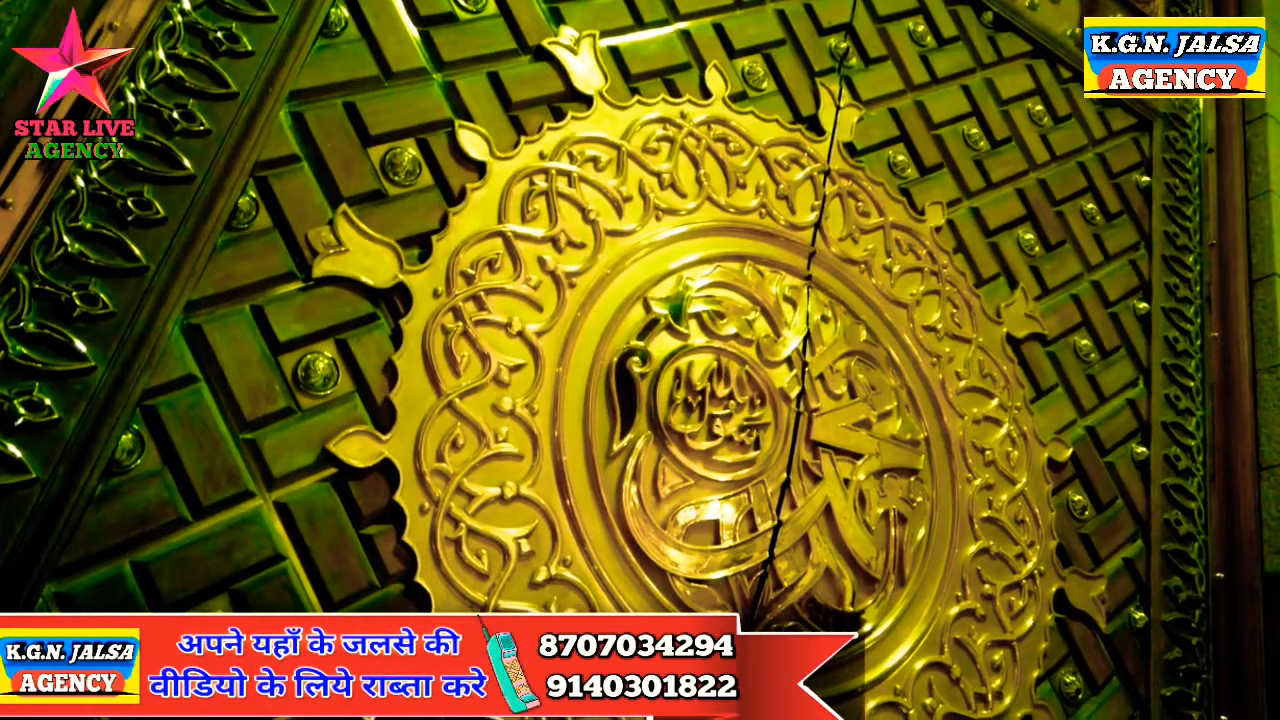 STAR LIVE
AGENCY
K.G.N. JALSA
AGENCY
K.G.N. JALSA
AGENCY
अपने यहाँ के जलसे की
वीडियो के लिये राब्ता करे
8707034294
9140301822